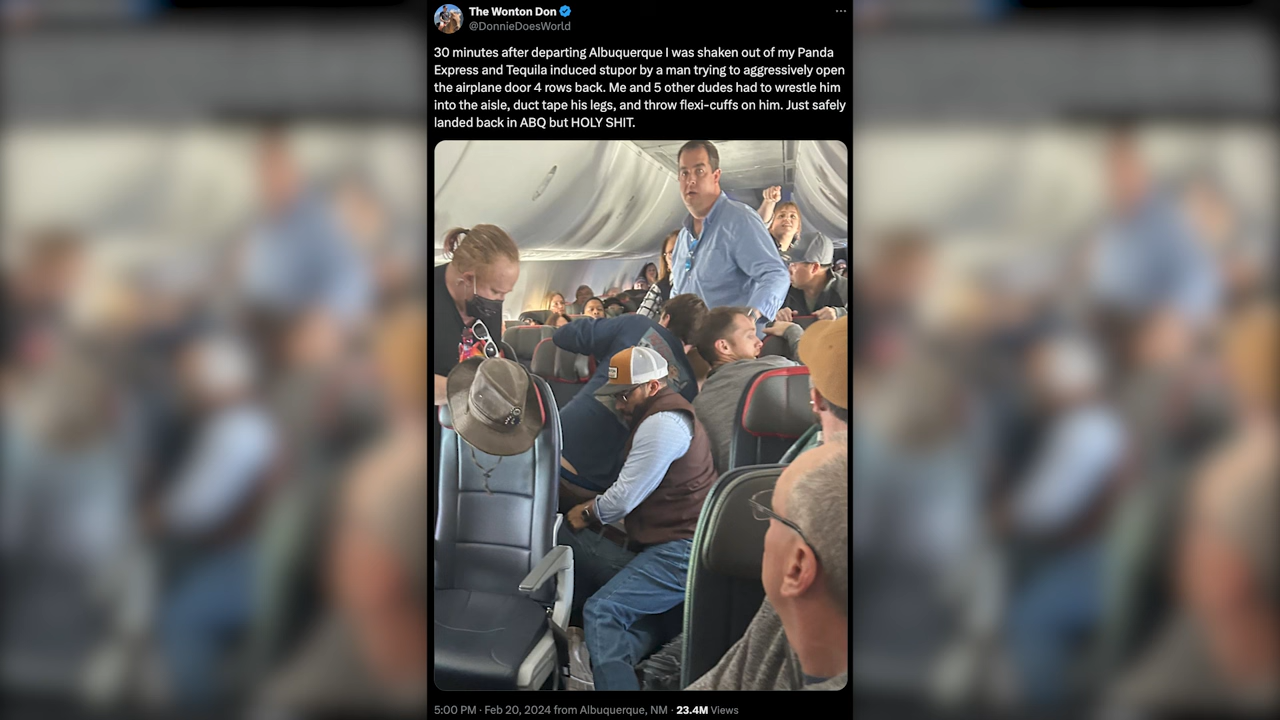 The Wonton Don
@DonnieDoesWorld
30 minutes after departing Albuquerque I was shaken out of my Panda
Express and Tequila induced stupor by a man trying to aggressively open
the airplane door 4 rows back. Me and 5 other dudes had to wrestle him
into the aisle, duct tape his legs, and throw flexi-cuffs on him. Just safely
landed back in ABQ but HOLY SHIT.
5:00 PM · Feb 20, 2024 from Albuquerque, NM · 23.4M Views